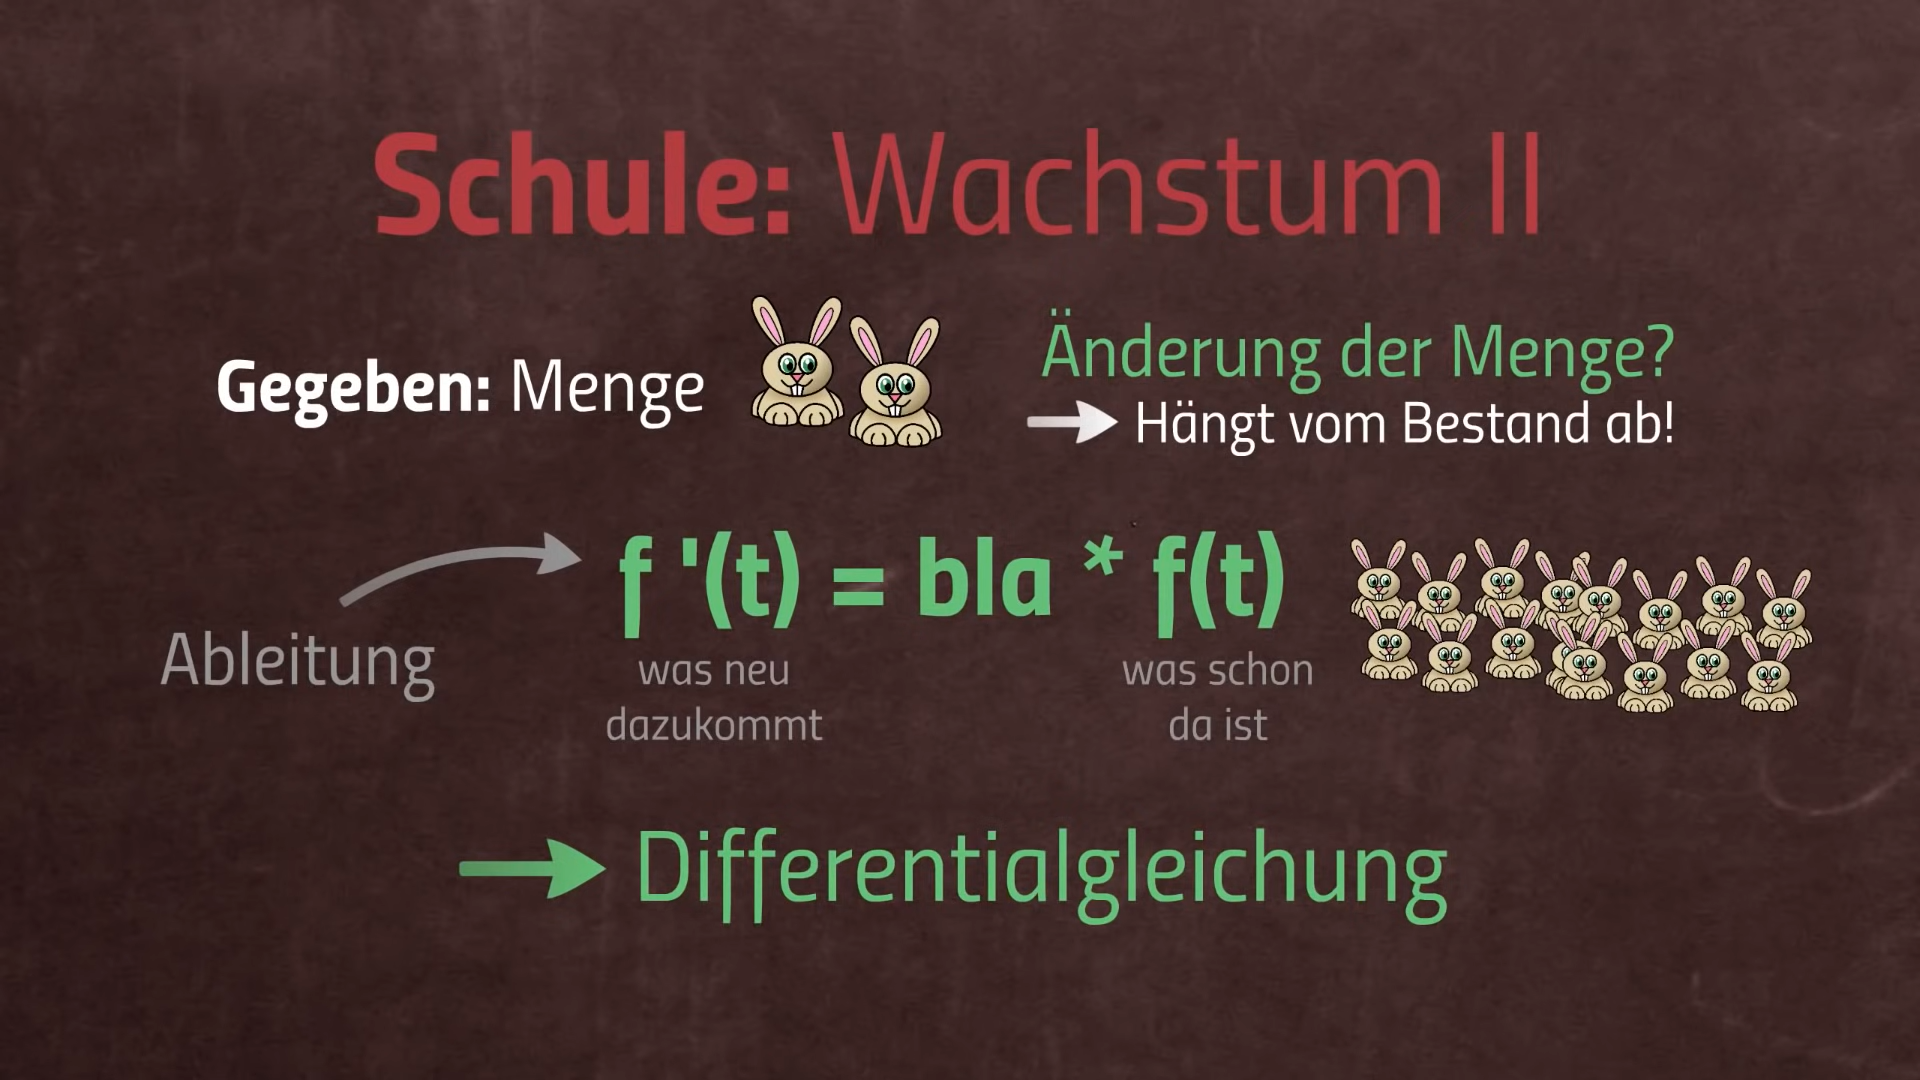 Schule: Wachstum II
Gegeben: Menge
Änderung der Menge?
Hängt vom Bestand ab!
f '(t) = bla * f(t)
Ableitung
was neu
dazukommt
was schon
da ist
Differentialgleichung